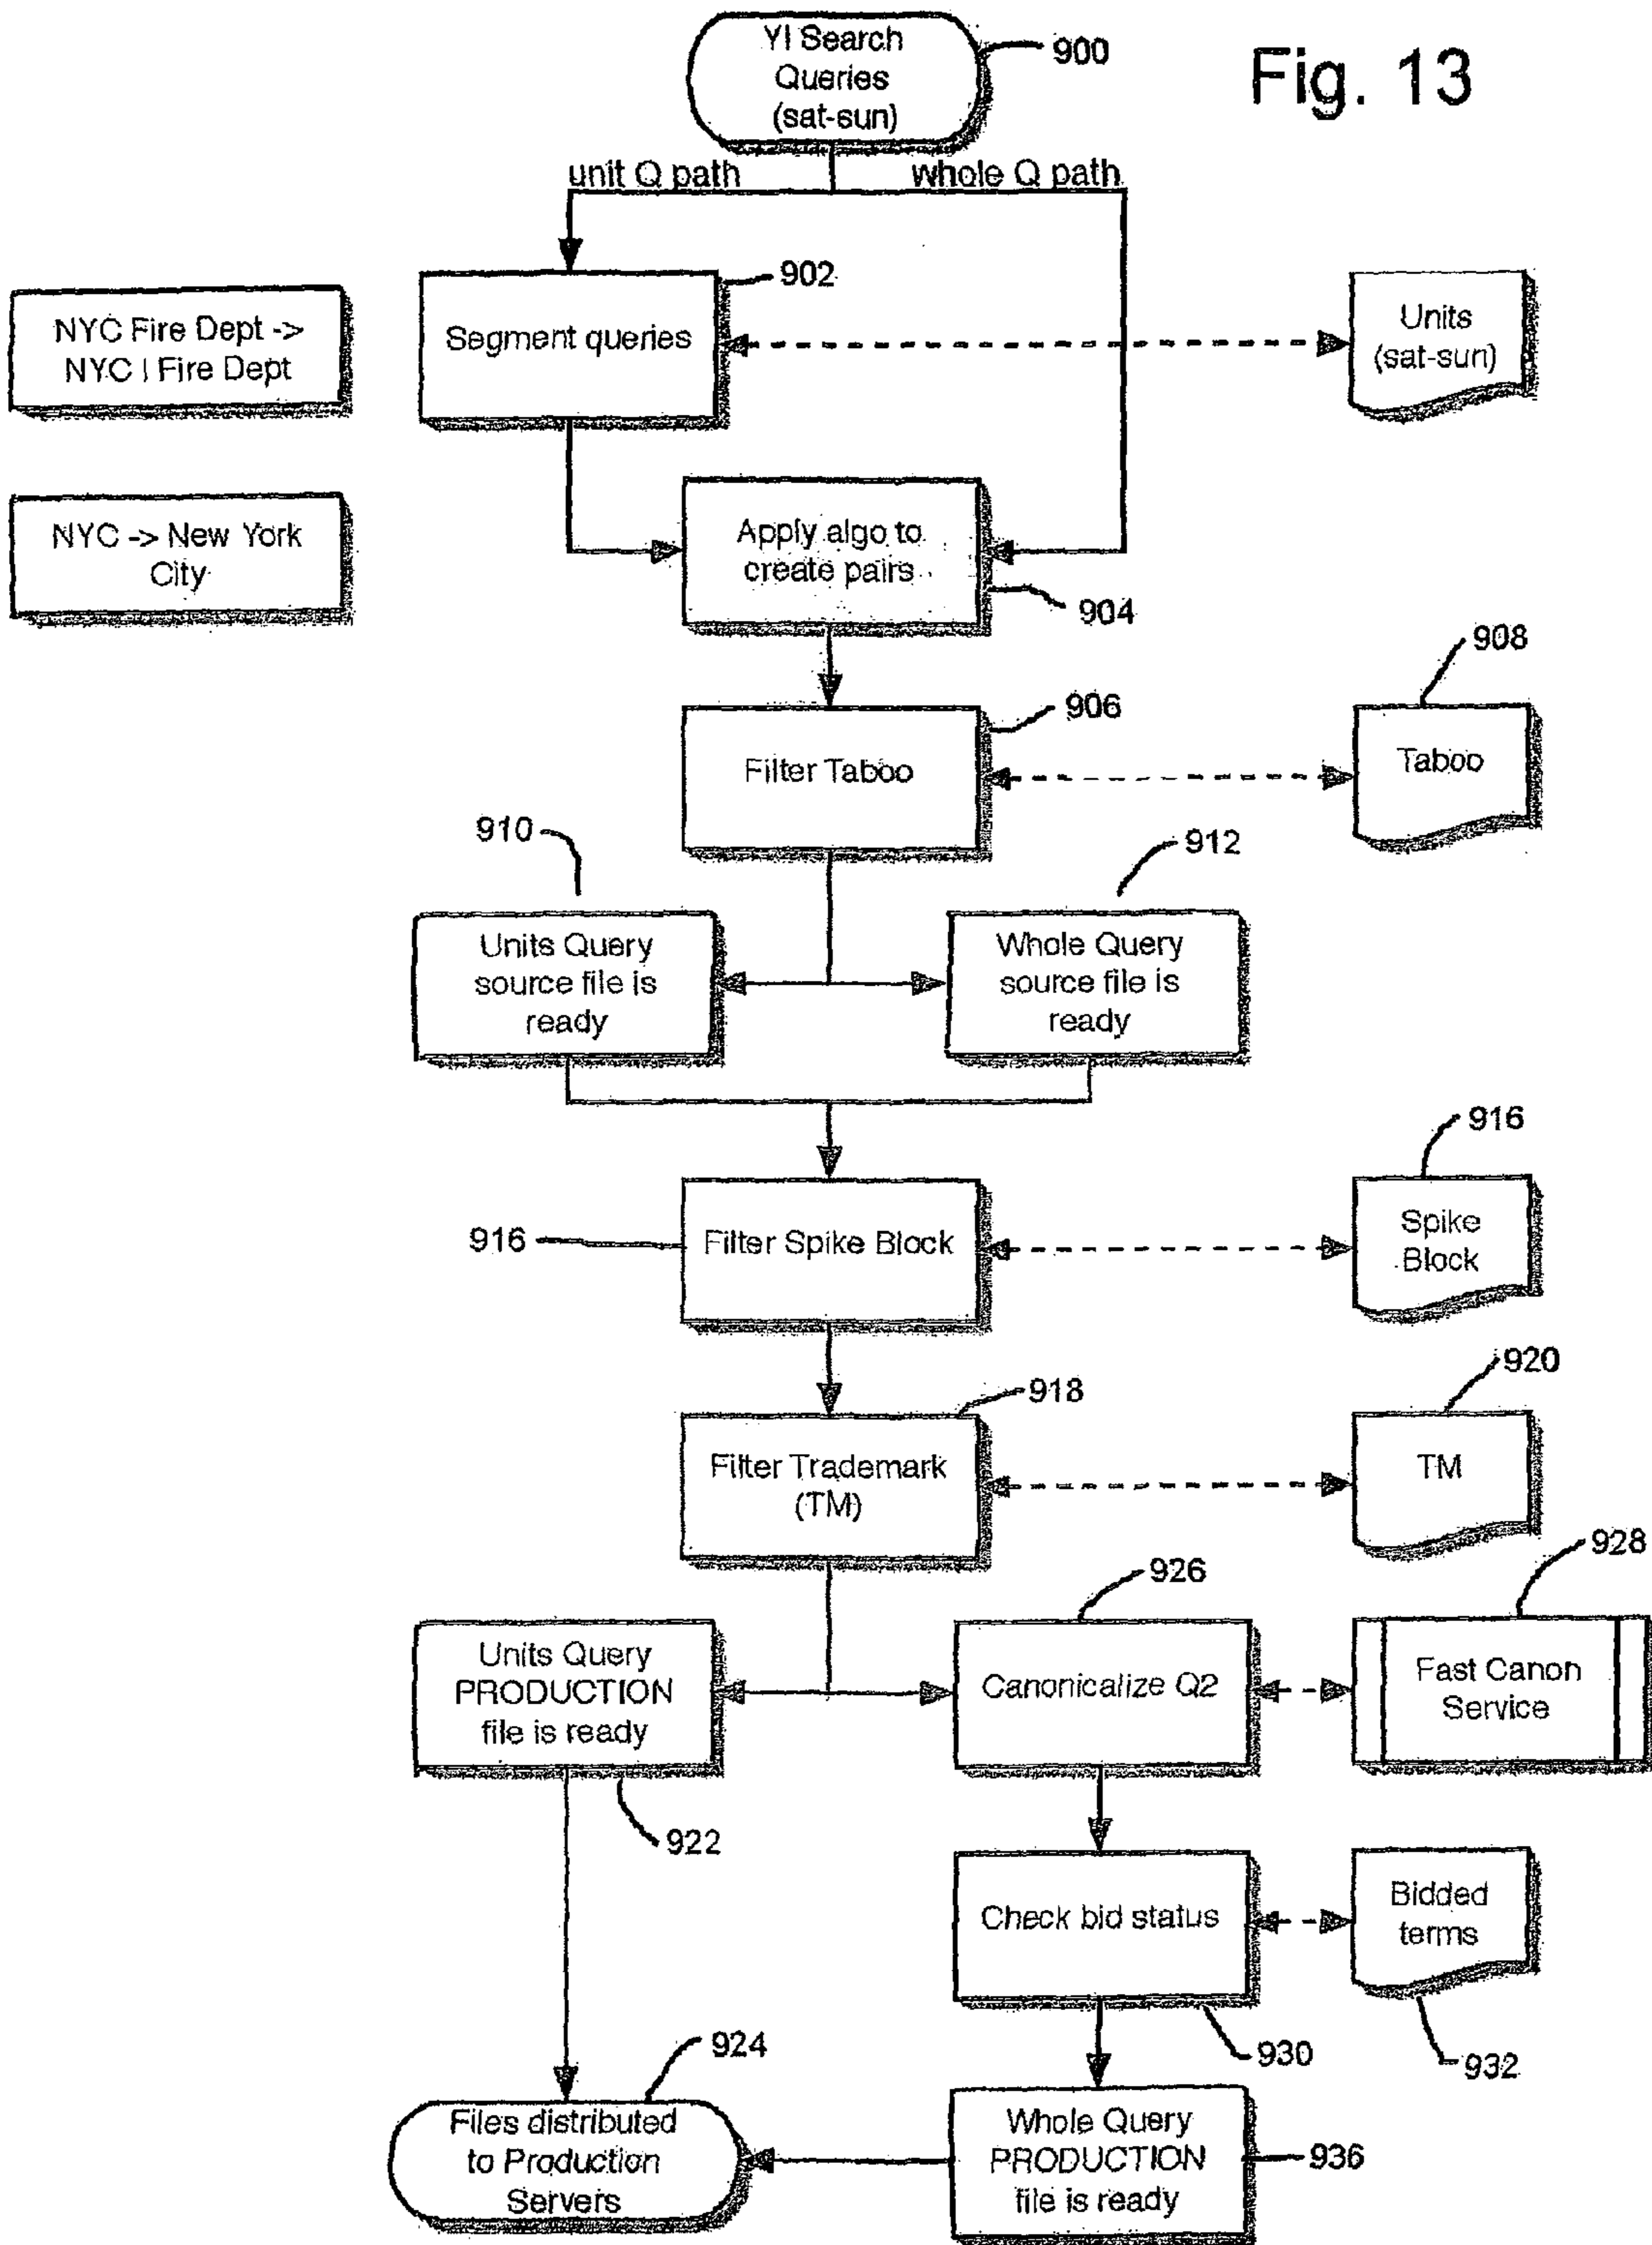 YI Search
Queries
(sat-sun)
900
Fig. 13
unit Q path
whole Q path
902
NYC Fire Dept ->
NYC | Fire Dept
Segment queries
Units
(sat-sun)
NYC -> New York
City
Apply algo to
create pairs
904
908
906
Filter Taboo
Taboo
910
912
Units Query
source file is
ready
Whole Query
source file is
ready
916
916
Filter Spike Block
Spike
Block
918
920
Filter Trademark
(TM)
TM
926
928
Units Query
PRODUCTION
file is ready
Canonicalize Q2
Fast Canon
Service
922
Check bid status
Bidded
terms
924
930
932
Files distributed
to Production
Servers
Whole Query
PRODUCTION
file is ready
936